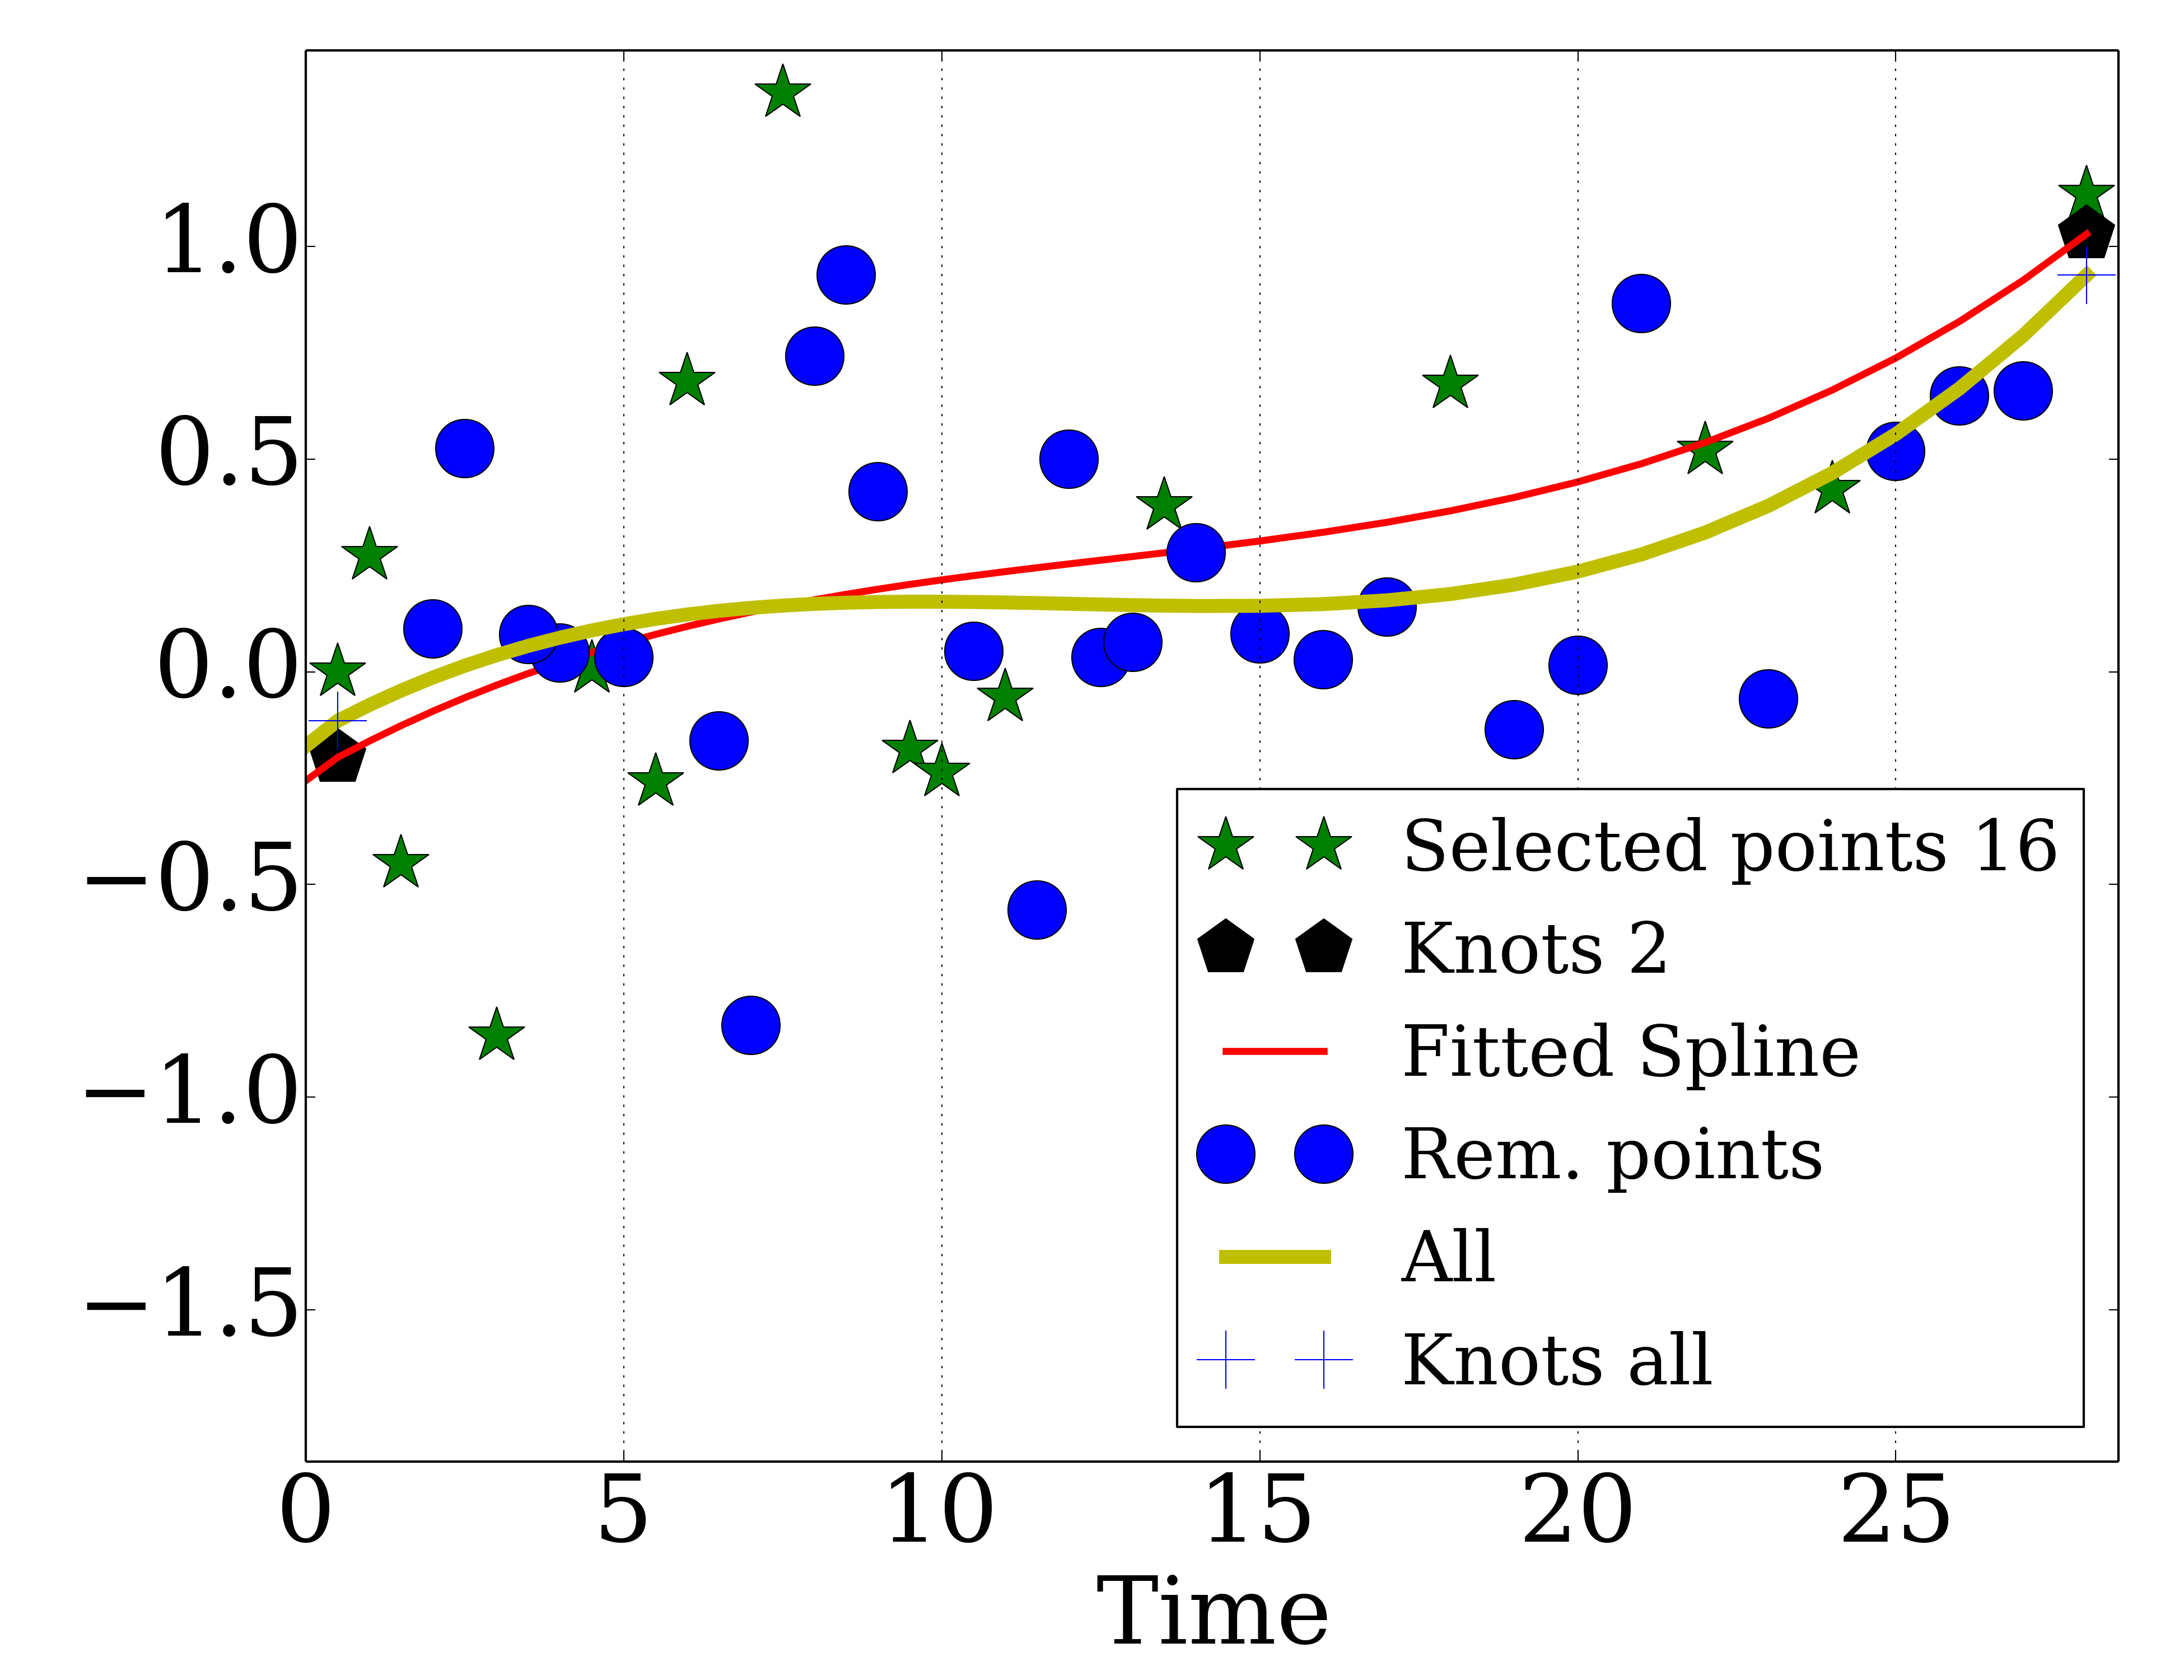 1.0
0.5
0.0
−0.5
−1.0
−1.5
Selected points 16
Knots 2
Fitted Spline
Rem. points
All
Knots all
0 5 10 15 20 25
Time